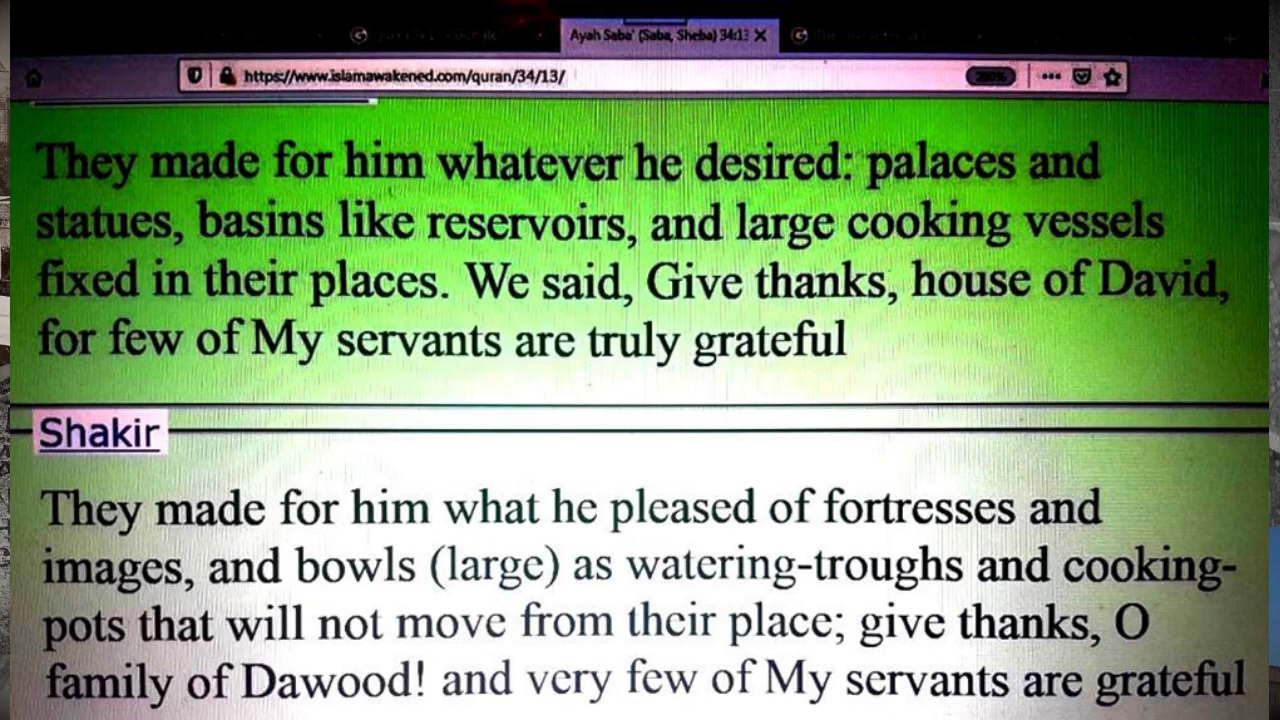 Ayah Saba' (Saba, Sheba) 34:13
https://www.islamawakened.com/quran/34/13/
They made for him whatever he desired: palaces and
statues, basins like reservoirs, and large cooking vessels
fixed in their places. We said, Give thanks, house of David,
for few of My servants are truly grateful
Shakir
They made for him what he pleased of fortresses and
images, and bowls (large) as watering-troughs and cooking-
pots that will not move from their place; give thanks, O
family of Dawood! and very few of My servants are grateful